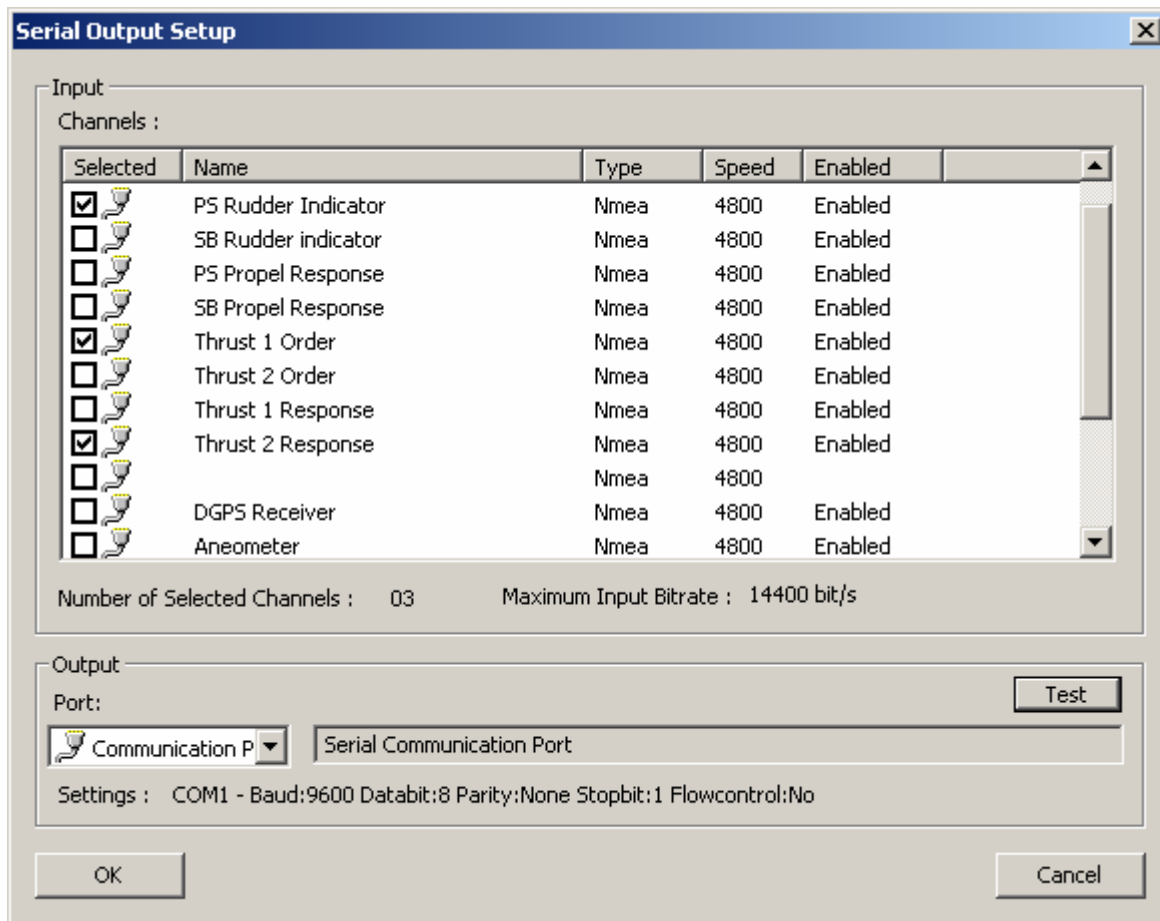 Serial Output Setup
Input
Channels :
Selected Name Type Speed Enabled
PS Rudder Indicator Nmea 4800 Enabled
SB Rudder indicator Nmea 4800 Enabled
PS Propel Response Nmea 4800 Enabled
SB Propel Response Nmea 4800 Enabled
Thrust 1 Order Nmea 4800 Enabled
Thrust 2 Order Nmea 4800 Enabled
Thrust 1 Response Nmea 4800 Enabled
Thrust 2 Response Nmea 4800 Enabled
Nmea 4800
DGPS Receiver Nmea 4800 Enabled
Aneometer Nmea 4800 Enabled
Number of Selected Channels : 03 Maximum Input Bitrate : 14400 bit/s
Output
Test
Port:
Communication P Serial Communication Port
Settings : COM1 - Baud:9600 Databit:8 Parity:None Stopbit:1 Flowcontrol:No
OK Cancel